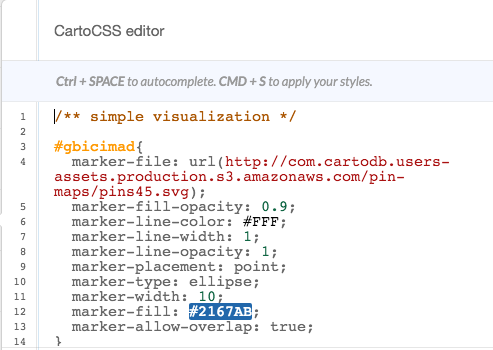 CartoCSS editor
Ctrl + SPACE to autocomplete. CMD + S to apply your styles.
1 /** simple visualization */
2
3 #gbicimad{
4 marker-file: url(http://com.cartodb.users-
assets.production.s3.amazonaws.com/pin-
maps/pins45.svg);
5 marker-fill-opacity: 0.9;
6 marker-line-color: #FFF;
7 marker-line-width: 1;
8 marker-line-opacity: 1;
9 marker-placement: point;
10 marker-type: ellipse;
11 marker-width: 10;
12 marker-fill: #2167AB;
13 marker-allow-overlap: true;
14 }